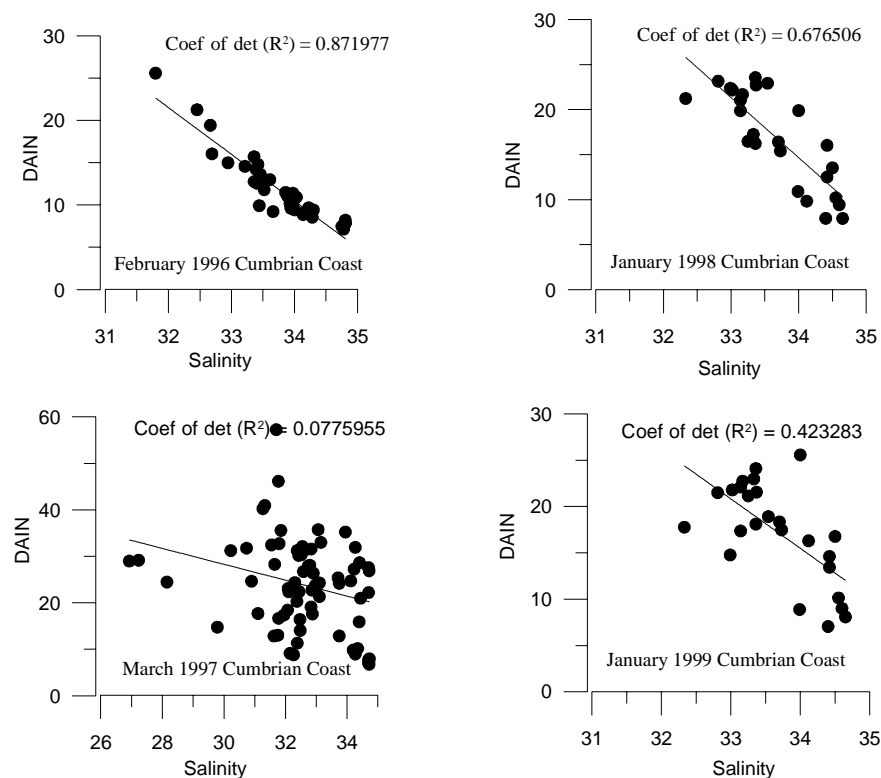 Coef of det (R²) = 0.871977
30
20
10
0
DAIN
February 1996 Cumbrian Coast
31 32 33 34 35
Salinity
Coef of det (R²) = 0.676506
30
20
10
0
DAIN
January 1998 Cumbrian Coast
31 32 33 34 35
Salinity
Coef of det (R²) = 0.0775955
60
40
20
0
DAIN
March 1997 Cumbrian Coast
26 28 30 32 34
Salinity
Coef of det (R²) = 0.423283
30
20
10
0
DAIN
January 1999 Cumbrian Coast
31 32 33 34 35
Salinity